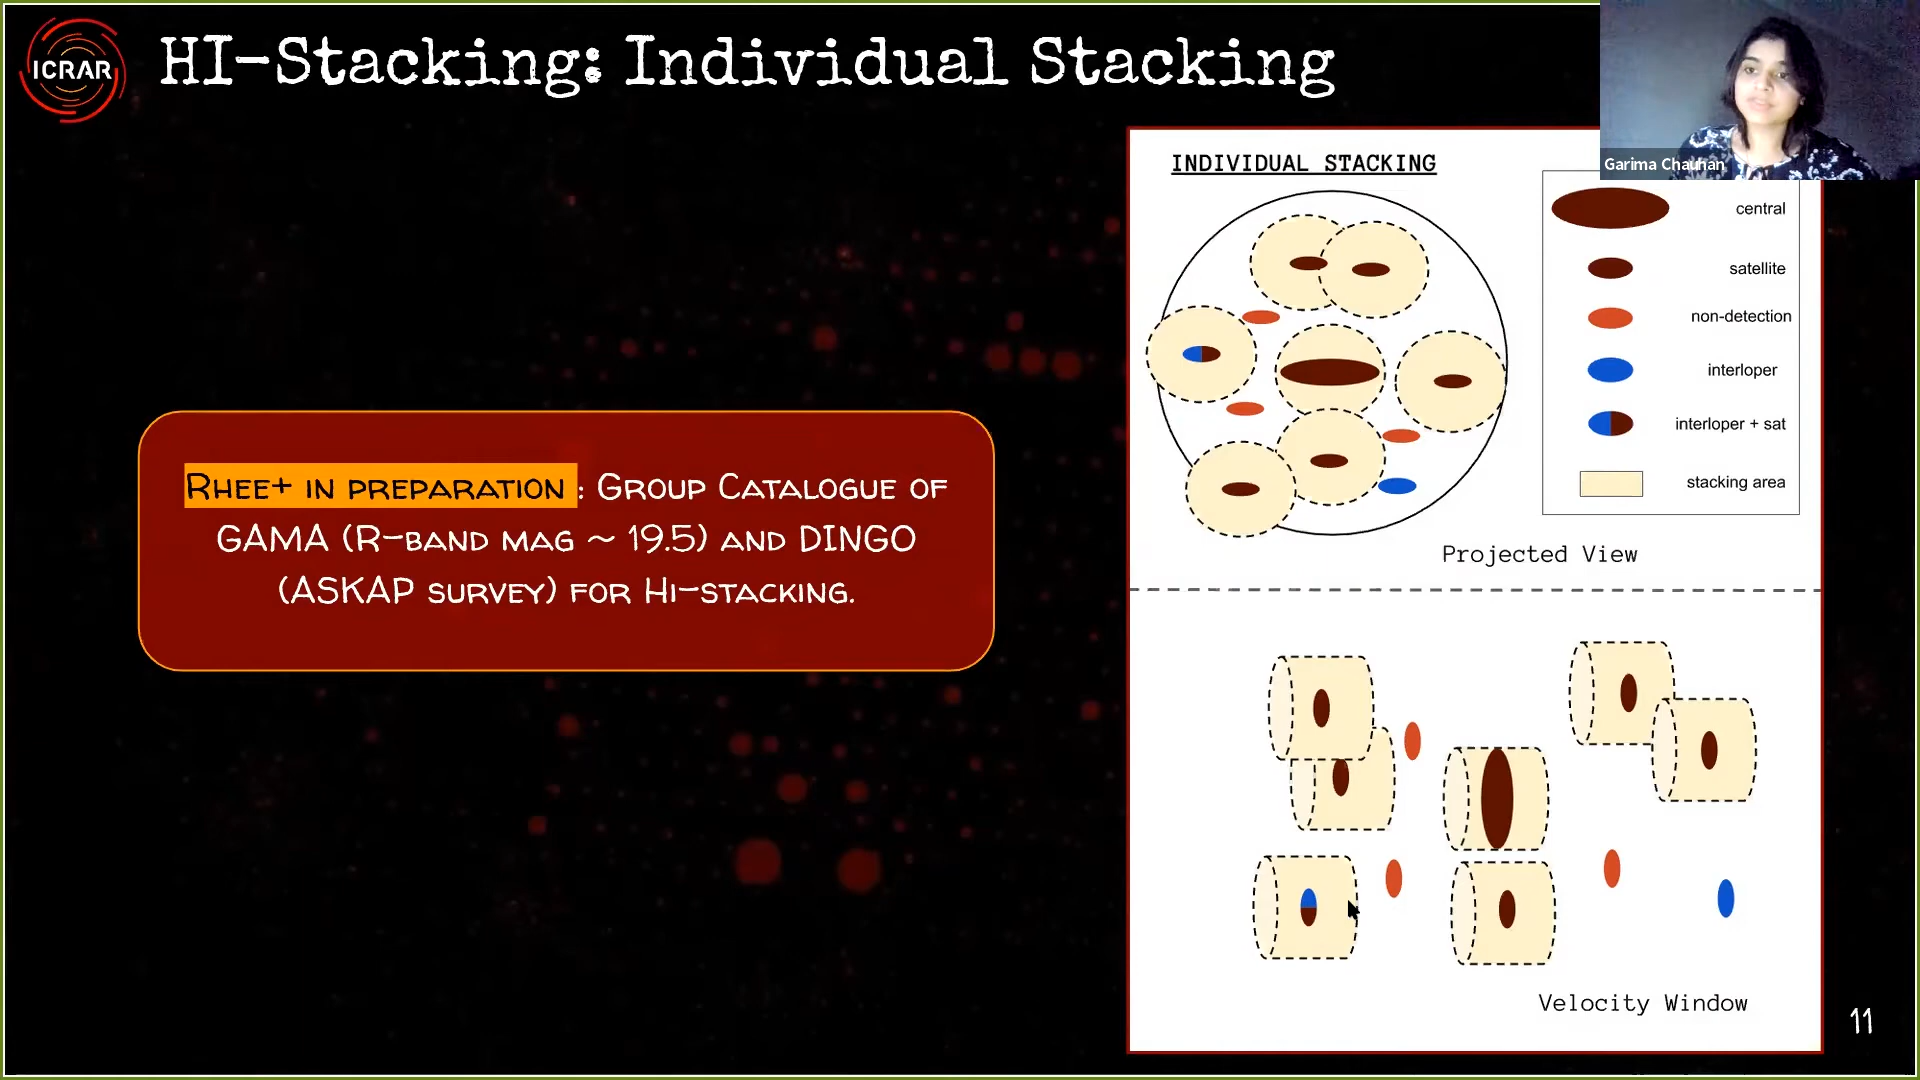 ICRAR
HI-Stacking: Individual Stacking
Garima Chauhan
RHEE+ IN PREPARATION : GROUP CATALOGUE OF
GAMA (R-BAND MAG ~ 19.5) AND DINGO
(ASKAP SURVEY) FOR HI-STACKING.
INDIVIDUAL STACKING
central
satellite
non-detection
interloper
interloper + sat
stacking area
Projected View
Velocity Window
11